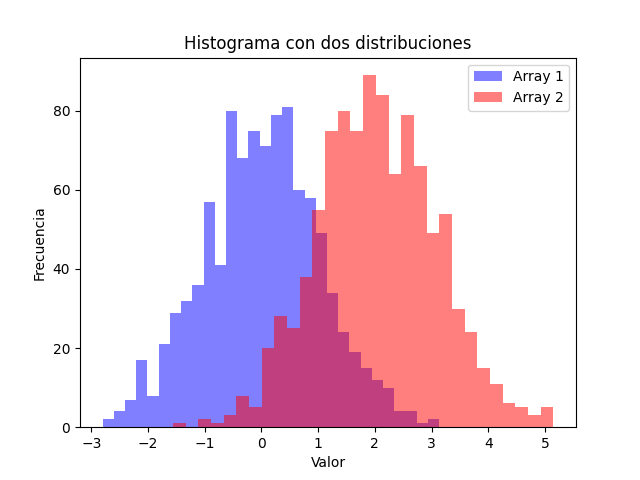 Histograma con dos distribuciones
Array 1
Array 2
Frecuencia
80
60
40
20
0
−3 −2 −1 0 1 2 3 4 5
Valor